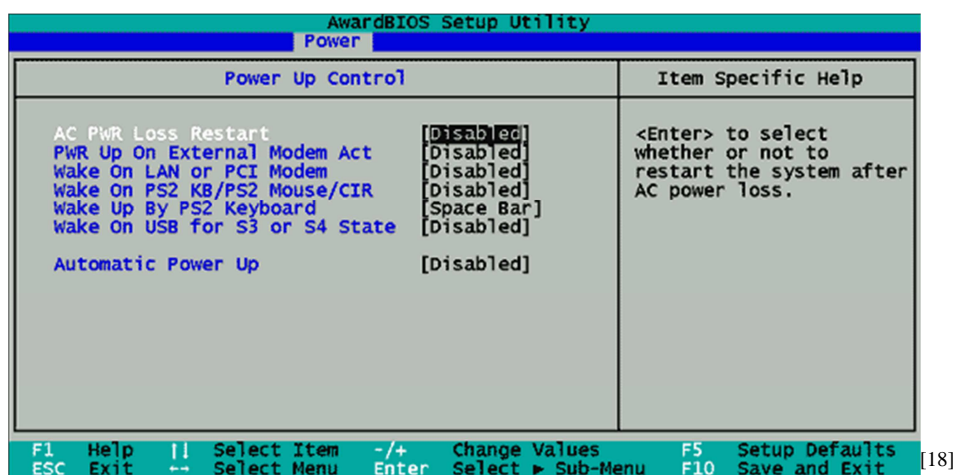 AwardBIOS Setup Utility
Power
Power Up Control
Item Specific Help
AC PWR Loss Restart [Disabled]
PWR Up On External Modem Act [Disabled]
Wake On LAN or PCI Modem [Disabled]
Wake On PS2 KB/PS2 Mouse/CIR [Disabled]
Wake Up By PS2 Keyboard [Space Bar]
Wake On USB for S3 or S4 State [Disabled]
Automatic Power Up [Disabled]
<Enter> to select
whether or not to
restart the system after
AC power loss.
F1 Help ↑↓ Select Item -/+ Change Values F5 Setup Defaults
ESC Exit ←→ Select Menu Enter Select ► Sub-Menu F10 Save and Exit
[18]